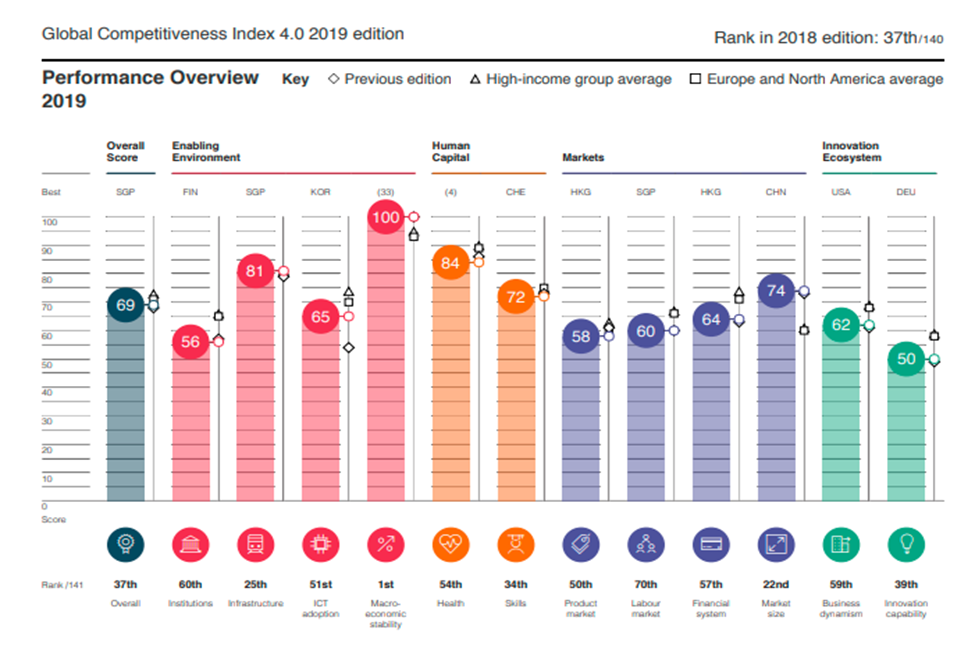 Global Competitiveness Index 4.0 2019 edition
Rank in 2018 edition: 37th/140
Performance Overview
2019
Key ◇ Previous edition △ High-income group average □ Europe and North America average
Overall
Score
Enabling
Environment
Human
Capital
Markets
Innovation
Ecosystem
Best SGP FIN SGP KOR (33) (4) CHE HKG SGP HKG CHN USA DEU
100
90
80
70
60
50
40
30
20
10
0
Score
69 56 81 65 100 84 72 58 60 64 74 62 50
Rank /141 37th 60th 25th 51st 1st 54th 34th 50th 70th 57th 22nd 59th 39th
Overall
Institutions
Infrastructure
ICT
adoption
Macro-
economic
stability
Health
Skills
Product
market
Labour
market
Financial
system
Market
size
Business
dynamism
Innovation
capability